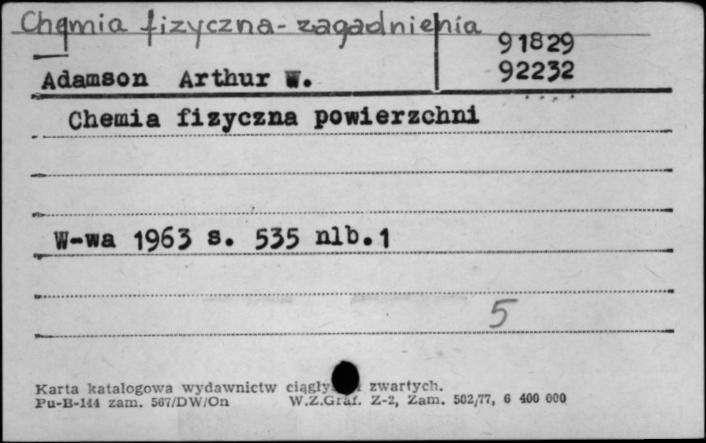 Chemia fizyczna - zagadnienia
91829
Adamson Arthur W.
92232
Chemia fizyczna powierzchni
W-wa 1963 s. 535 nlb.1
5
Karta katalogowa wydawnictw zwartych.
Pu-B-144 zam. 567/DW/On W.Z.Graf. Z-2, Zam. 502/77, 6 400 000